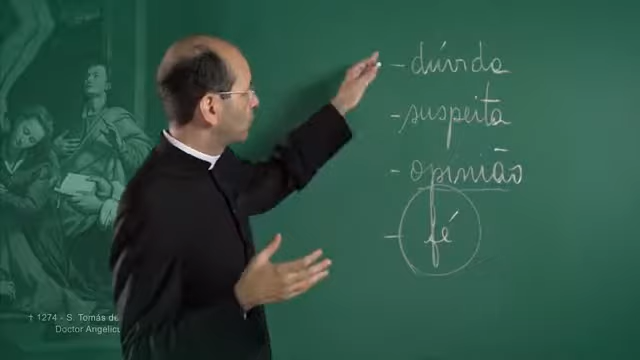 - dúvida
- suspeita
- opinião
- fé
† 1274 - S. Tomás de
Doctor Angelicu